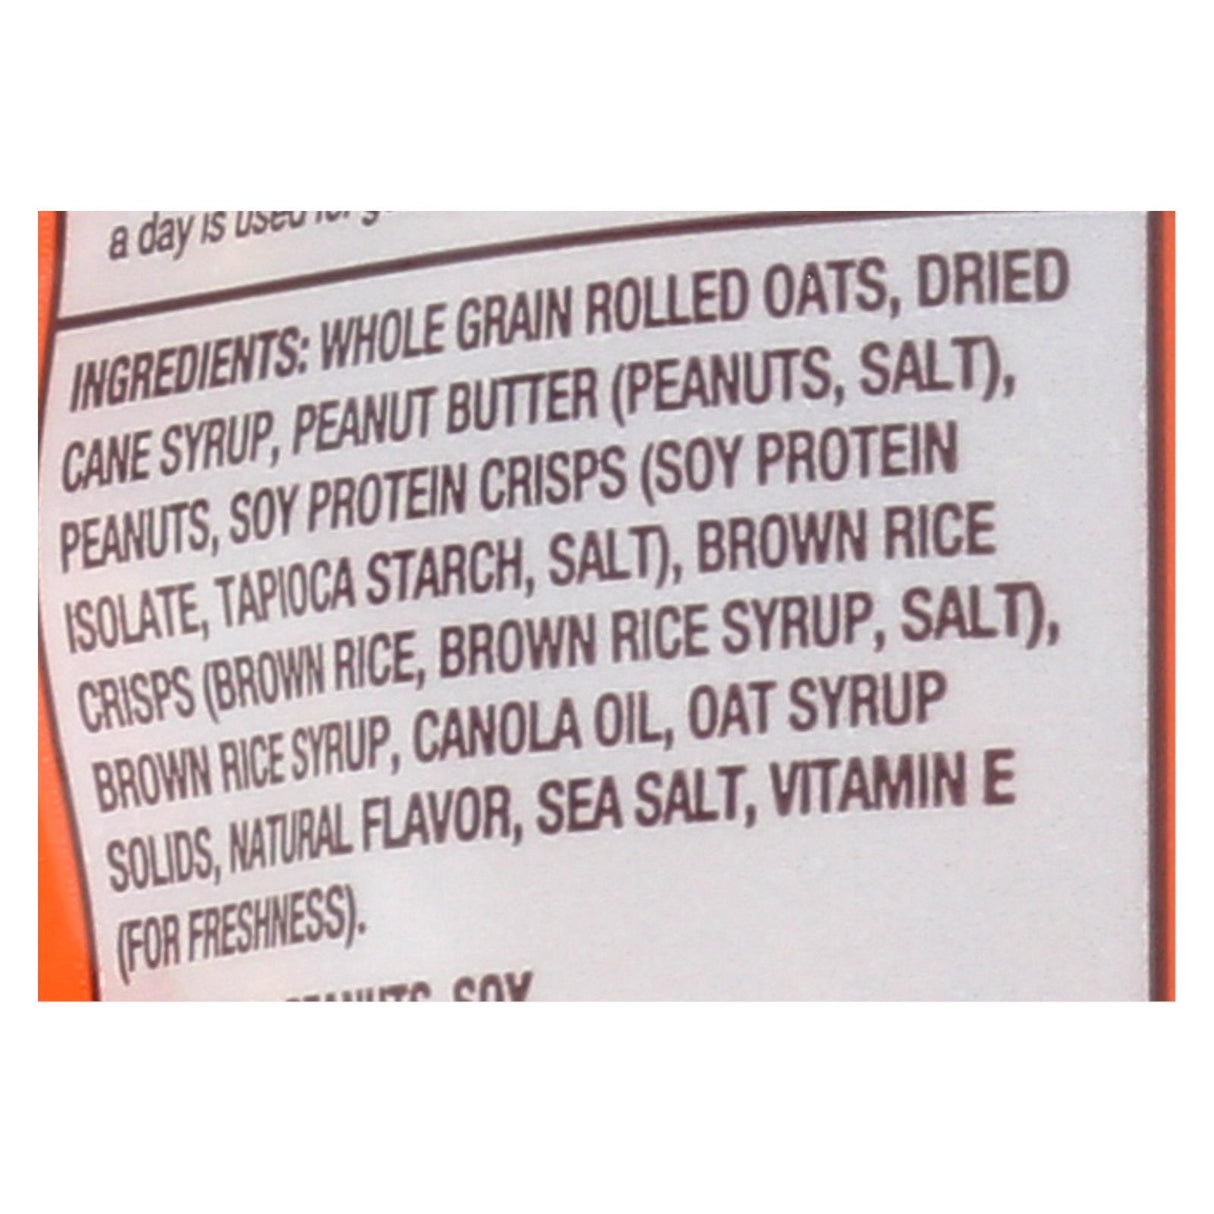 a day is used for
INGREDIENTS: WHOLE GRAIN ROLLED OATS, DRIED
CANE SYRUP, PEANUT BUTTER (PEANUTS, SALT),
PEANUTS, SOY PROTEIN CRISPS (SOY PROTEIN
ISOLATE, TAPIOCA STARCH, SALT), BROWN RICE
CRISPS (BROWN RICE, BROWN RICE SYRUP, SALT),
BROWN RICE SYRUP, CANOLA OIL, OAT SYRUP
SOLIDS, NATURAL FLAVOR, SEA SALT, VITAMIN E
(FOR FRESHNESS).
PEANUTS, SOY